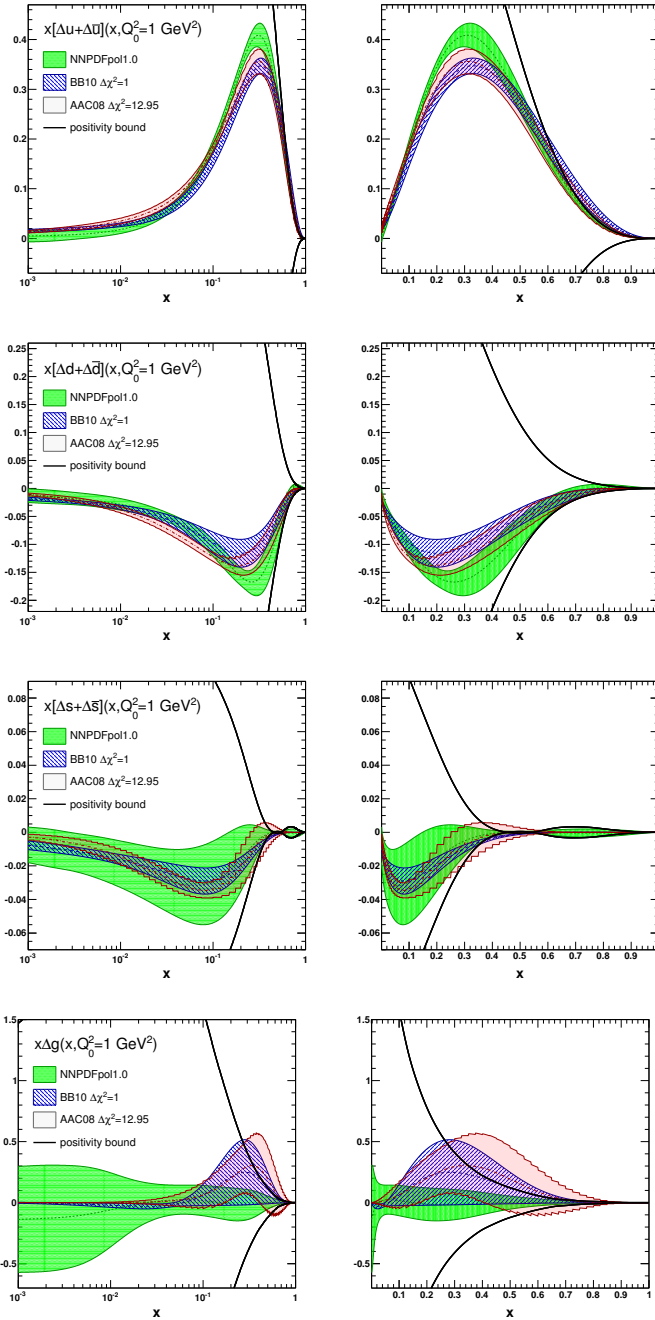 x[Δu+Δu̅](x,Q₀²=1 GeV²)
NNPDFpol1.0
BB10 Δχ²=1
AAC08 Δχ²=12.95
positivity bound
0.4
0.3
0.2
0.1
0
10⁻³ 10⁻² 10⁻¹ 1
x
0.4
0.3
0.2
0.1
0
0.1 0.2 0.3 0.4 0.5 0.6 0.7 0.8 0.9 1
x
x[Δd+Δd̅](x,Q₀²=1 GeV²)
NNPDFpol1.0
BB10 Δχ²=1
AAC08 Δχ²=12.95
positivity bound
0.25
0.2
0.15
0.1
0.05
0
-0.05
-0.1
-0.15
-0.2
10⁻³ 10⁻² 10⁻¹ 1
x
0.25
0.2
0.15
0.1
0.05
0
-0.05
-0.1
-0.15
-0.2
0.1 0.2 0.3 0.4 0.5 0.6 0.7 0.8 0.9 1
x
x[Δs+Δs̅](x,Q₀²=1 GeV²)
NNPDFpol1.0
BB10 Δχ²=1
AAC08 Δχ²=12.95
positivity bound
0.08
0.06
0.04
0.02
0
-0.02
-0.04
-0.06
10⁻³ 10⁻² 10⁻¹ 1
x
0.08
0.06
0.04
0.02
0
-0.02
-0.04
-0.06
0.1 0.2 0.3 0.4 0.5 0.6 0.7 0.8 0.9 1
x
xΔg(x,Q₀²=1 GeV²)
NNPDFpol1.0
BB10 Δχ²=1
AAC08 Δχ²=12.95
positivity bound
1.5
1
0.5
0
-0.5
10⁻³ 10⁻² 10⁻¹ 1
x
1.5
1
0.5
0
-0.5
0.1 0.2 0.3 0.4 0.5 0.6 0.7 0.8 0.9 1
x